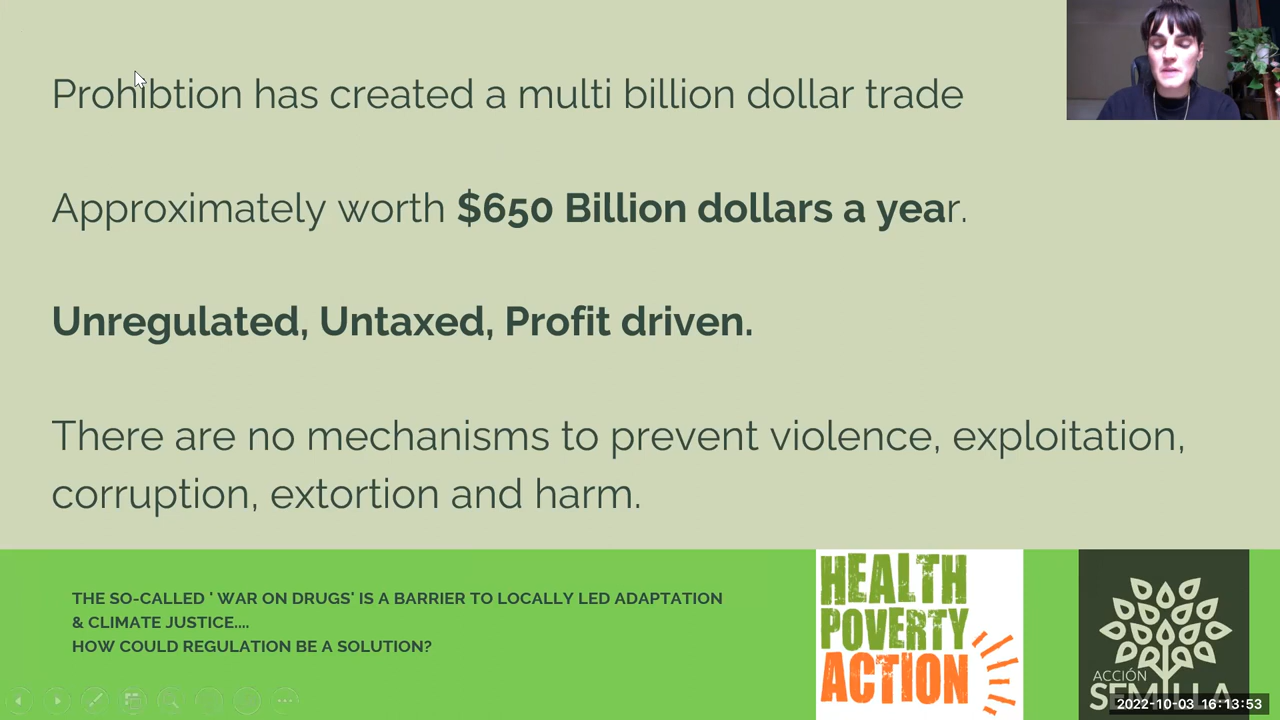 Prohibtion has created a multi billion dollar trade
Approximately worth $650 Billion dollars a year.
Unregulated, Untaxed, Profit driven.
There are no mechanisms to prevent violence, exploitation,
corruption, extortion and harm.
THE SO-CALLED ' WAR ON DRUGS' IS A BARRIER TO LOCALLY LED ADAPTATION
& CLIMATE JUSTICE....
HOW COULD REGULATION BE A SOLUTION?
HEALTH
POVERTY
ACTION
ACCIÓN
SEMILLA
2022-10-03 16:13:53